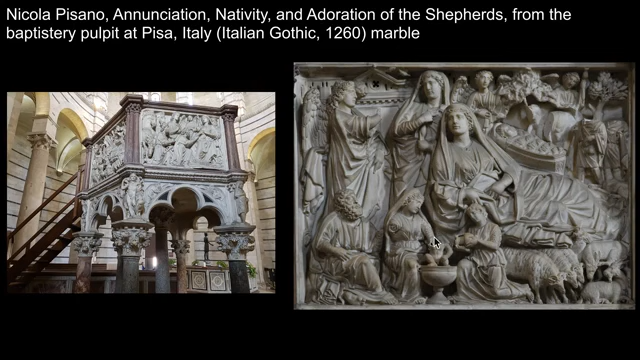 Nicola Pisano, Annunciation, Nativity, and Adoration of the Shepherds, from the
baptistery pulpit at Pisa, Italy (Italian Gothic, 1260) marble